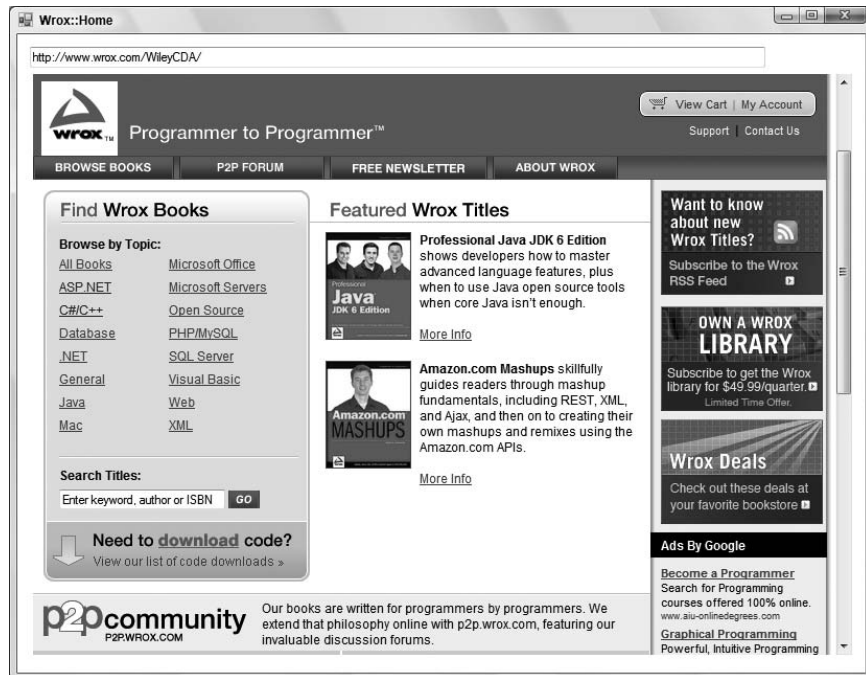 Wrox::Home
http://www.wrox.com/WileyCDA/
wrox™
Programmer to Programmer™
View Cart | My Account
Support | Contact Us
BROWSE BOOKS
P2P FORUM
FREE NEWSLETTER
ABOUT WROX
Find Wrox Books
Browse by Topic:
All Books
ASP.NET
C#/C++
Database
.NET
General
Java
Mac
Microsoft Office
Microsoft Servers
Open Source
PHP/MySQL
SQL Server
Visual Basic
Web
XML
Search Titles:
Enter keyword, author or ISBN
GO
Need to download code?
View our list of code downloads »
Featured Wrox Titles
Professional
Java
JDK 6 Edition
Professional Java JDK 6 Edition
shows developers how to master
advanced language features, plus
when to use Java open source tools
when core Java isn't enough.
More Info
Amazon.com
MASHUPS
Amazon.com Mashups skillfully
guides readers through mashup
fundamentals, including REST, XML,
and Ajax, and then on to creating their
own mashups and remixes using the
Amazon.com APIs.
More Info
Want to know
about new
Wrox Titles?
Subscribe to the Wrox
RSS Feed
OWN A WROX
LIBRARY
Subscribe to get the Wrox
library for $49.99/quarter.
Limited Time Offer.
Wrox Deals
Check out these deals at
your favorite bookstore
Ads By Google
Become a Programmer
Search for Programming
courses offered 100% online.
www.aiu-onlinedegrees.com
Graphical Programming
Powerful, Intuitive Programming
p2pcommunity
P2P.WROX.COM
Our books are written for programmers by programmers. We
extend that philosophy online with p2p.wrox.com, featuring our
invaluable discussion forums.